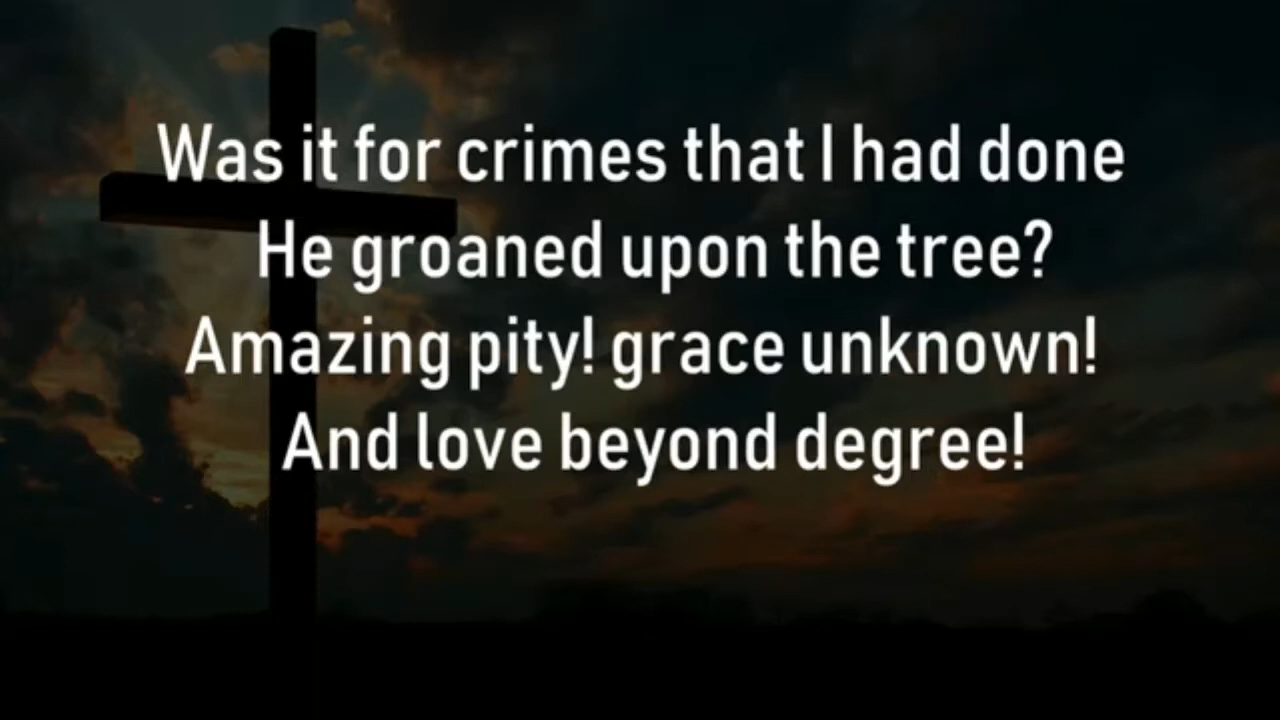 Was it for crimes that I had done
He groaned upon the tree?
Amazing pity! grace unknown!
And love beyond degree!